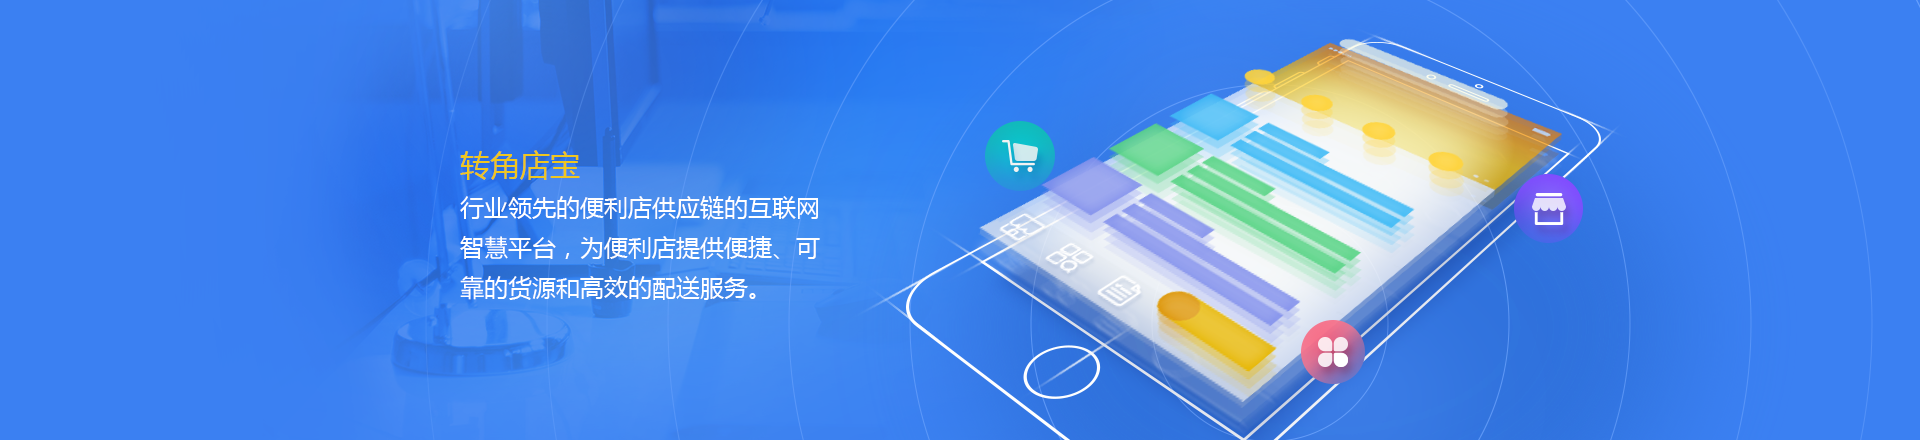 转角店宝
行业领先的便利店供应链的互联网
智慧平台，为便利店提供便捷、可
靠的货源和高效的配送服务。